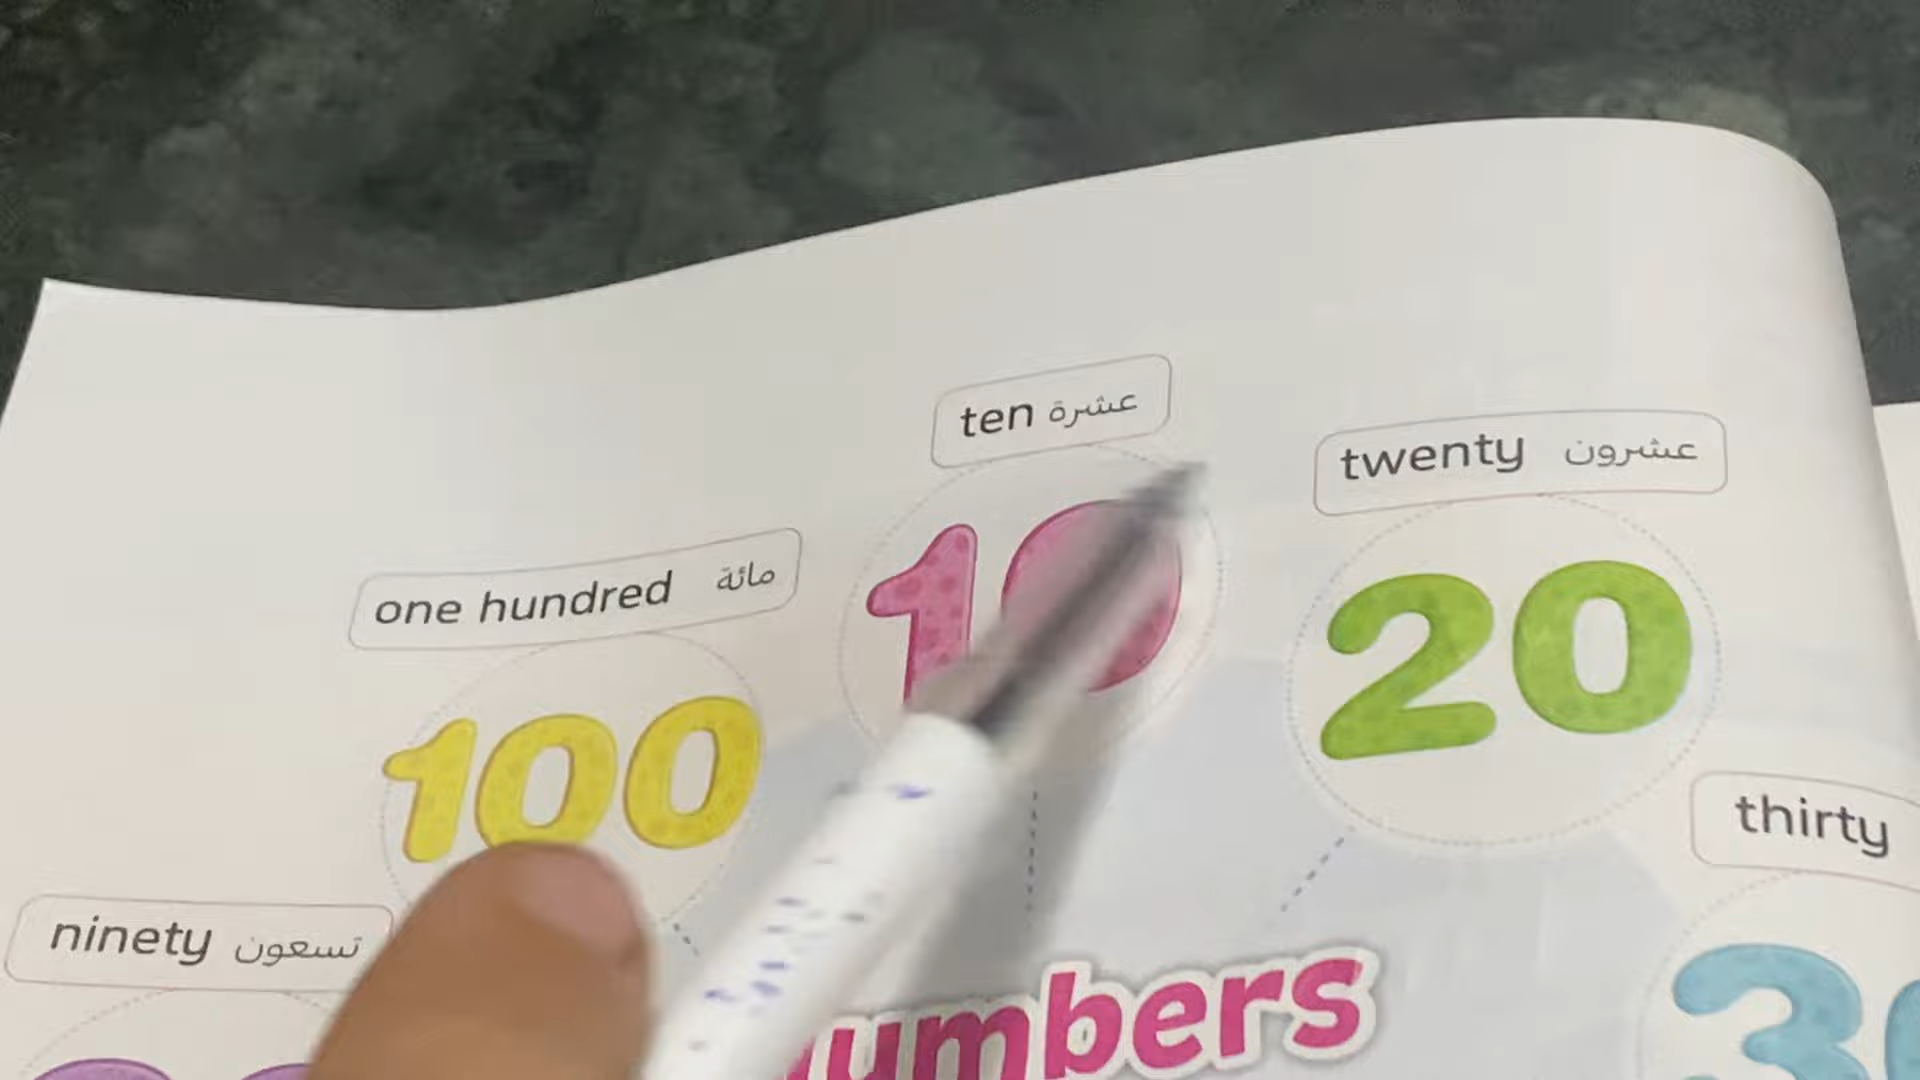 ten عشرة
twenty عشرون
one hundred مائة
10
20
100
thirty
ninety تسعون
umbers